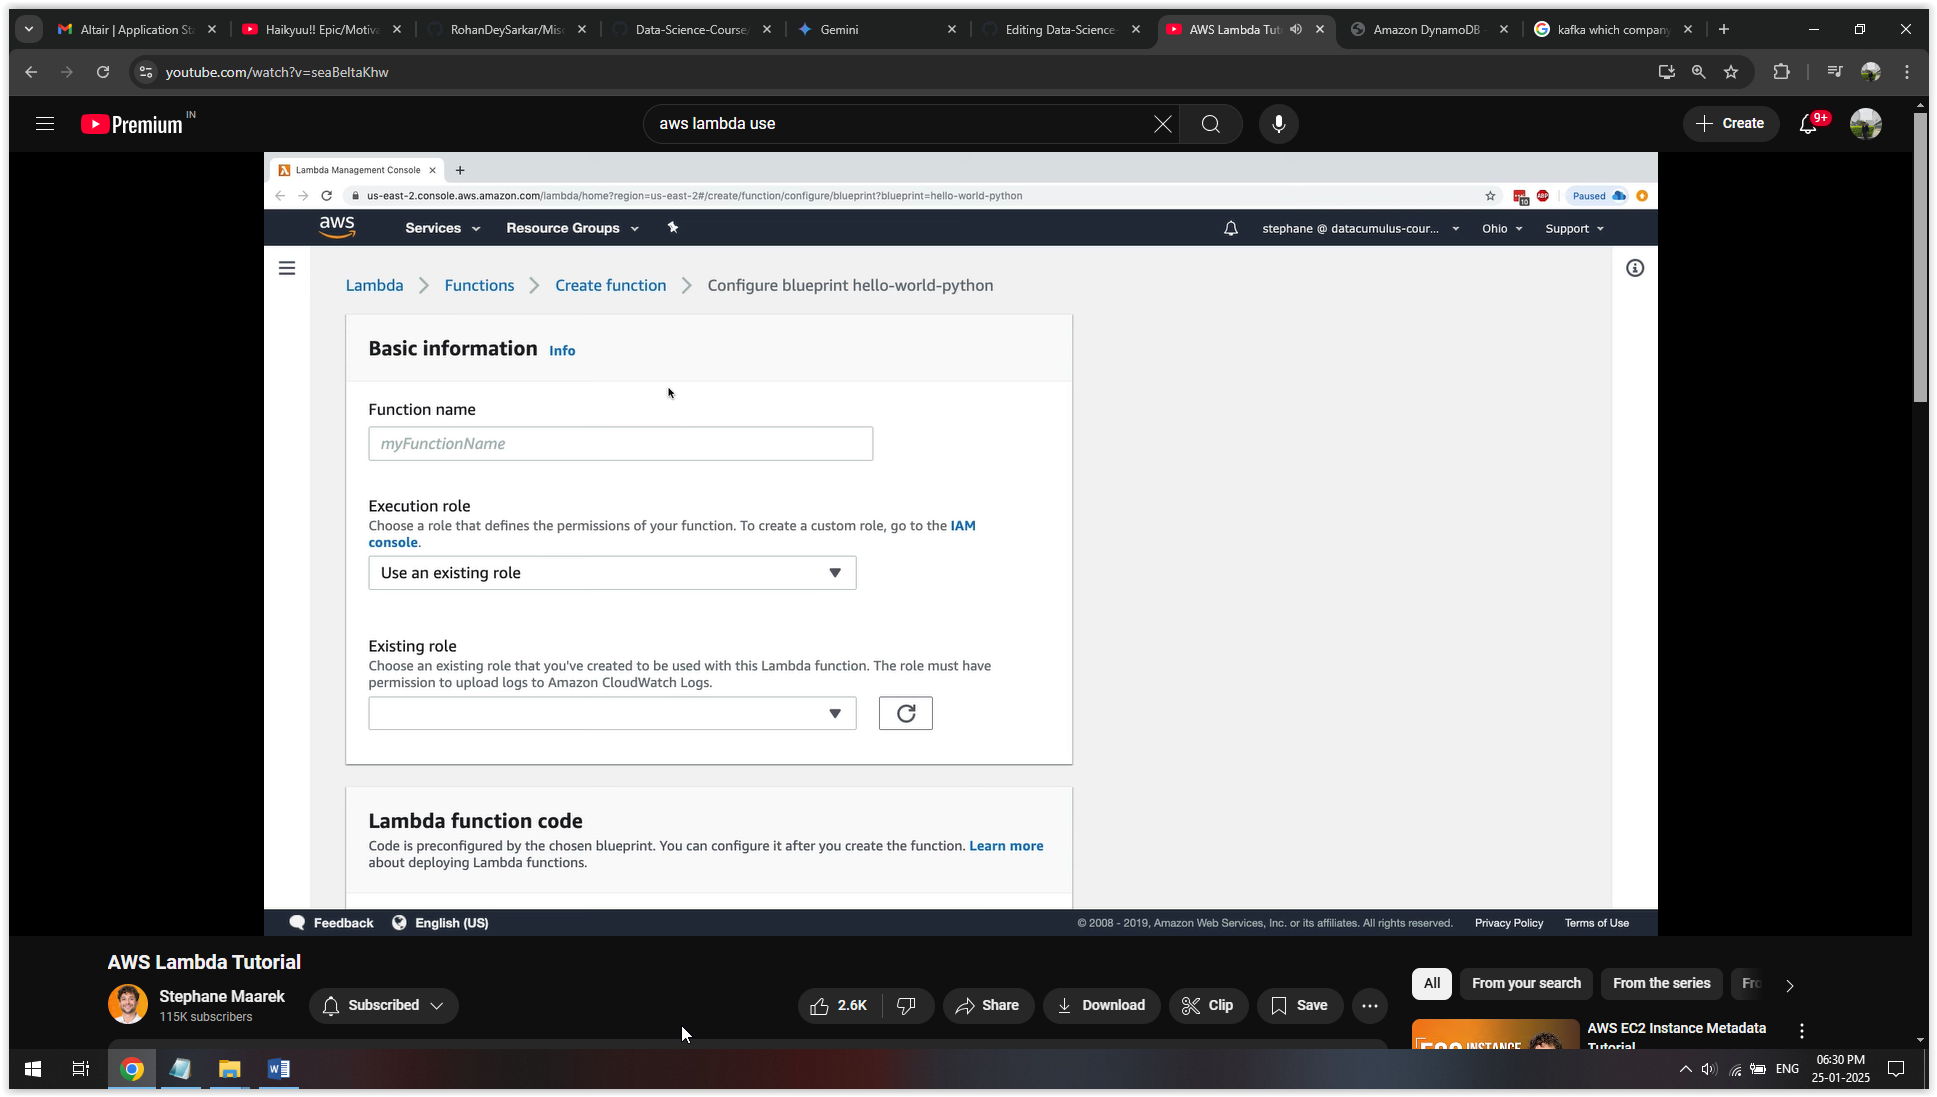 Altair | Application Sta
Haikyuu!! Epic/Motiva
RohanDeySarkar/Misc
Data-Science-Course/
Gemini
Editing Data-Science-
AWS Lambda Tuto
Amazon DynamoDB
kafka which company
youtube.com/watch?v=seaBeltaKhw
Premium IN
aws lambda use
Create
9+
Lambda Management Console
us-east-2.console.aws.amazon.com/lambda/home?region=us-east-2#/create/function/configure/blueprint?blueprint=hello-world-python
10
ABP
Paused
aws
Services
Resource Groups
stephane @ datacumulus-cour...
Ohio
Support
Lambda
Functions
Create function
Configure blueprint hello-world-python
Basic information Info
Function name
myFunctionName
Execution role
Choose a role that defines the permissions of your function. To create a custom role, go to the IAM
console.
Use an existing role
Existing role
Choose an existing role that you've created to be used with this Lambda function. The role must have
permission to upload logs to Amazon CloudWatch Logs.
Lambda function code
Code is preconfigured by the chosen blueprint. You can configure it after you create the function. Learn more
about deploying Lambda functions.
Feedback
English (US)
© 2008 - 2019, Amazon Web Services, Inc. or its affiliates. All rights reserved.
Privacy Policy
Terms of Use
AWS Lambda Tutorial
Stephane Maarek
115K subscribers
Subscribed
2.6K
Share
Download
Clip
Save
All
From your search
From the series
Fro
AWS EC2 Instance Metadata
Tutorial
INSTANCE
ENG
06:30 PM
25-01-2025